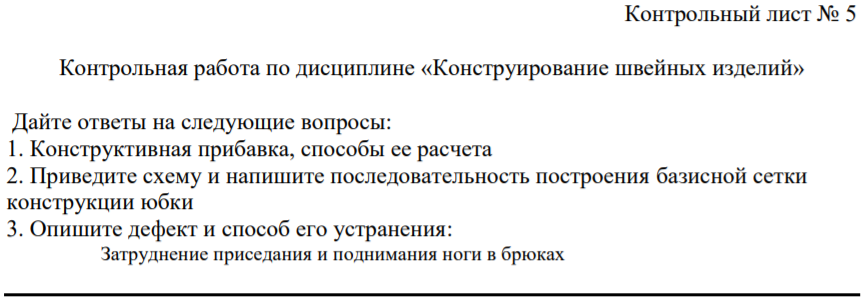 Контрольный лист № 5
Контрольная работа по дисциплине «Конструирование швейных изделий»
Дайте ответы на следующие вопросы:
1. Конструктивная прибавка, способы ее расчета
2. Приведите схему и напишите последовательность построения базисной сетки
конструкции юбки
3. Опишите дефект и способ его устранения:
Затруднение приседания и поднимания ноги в брюках